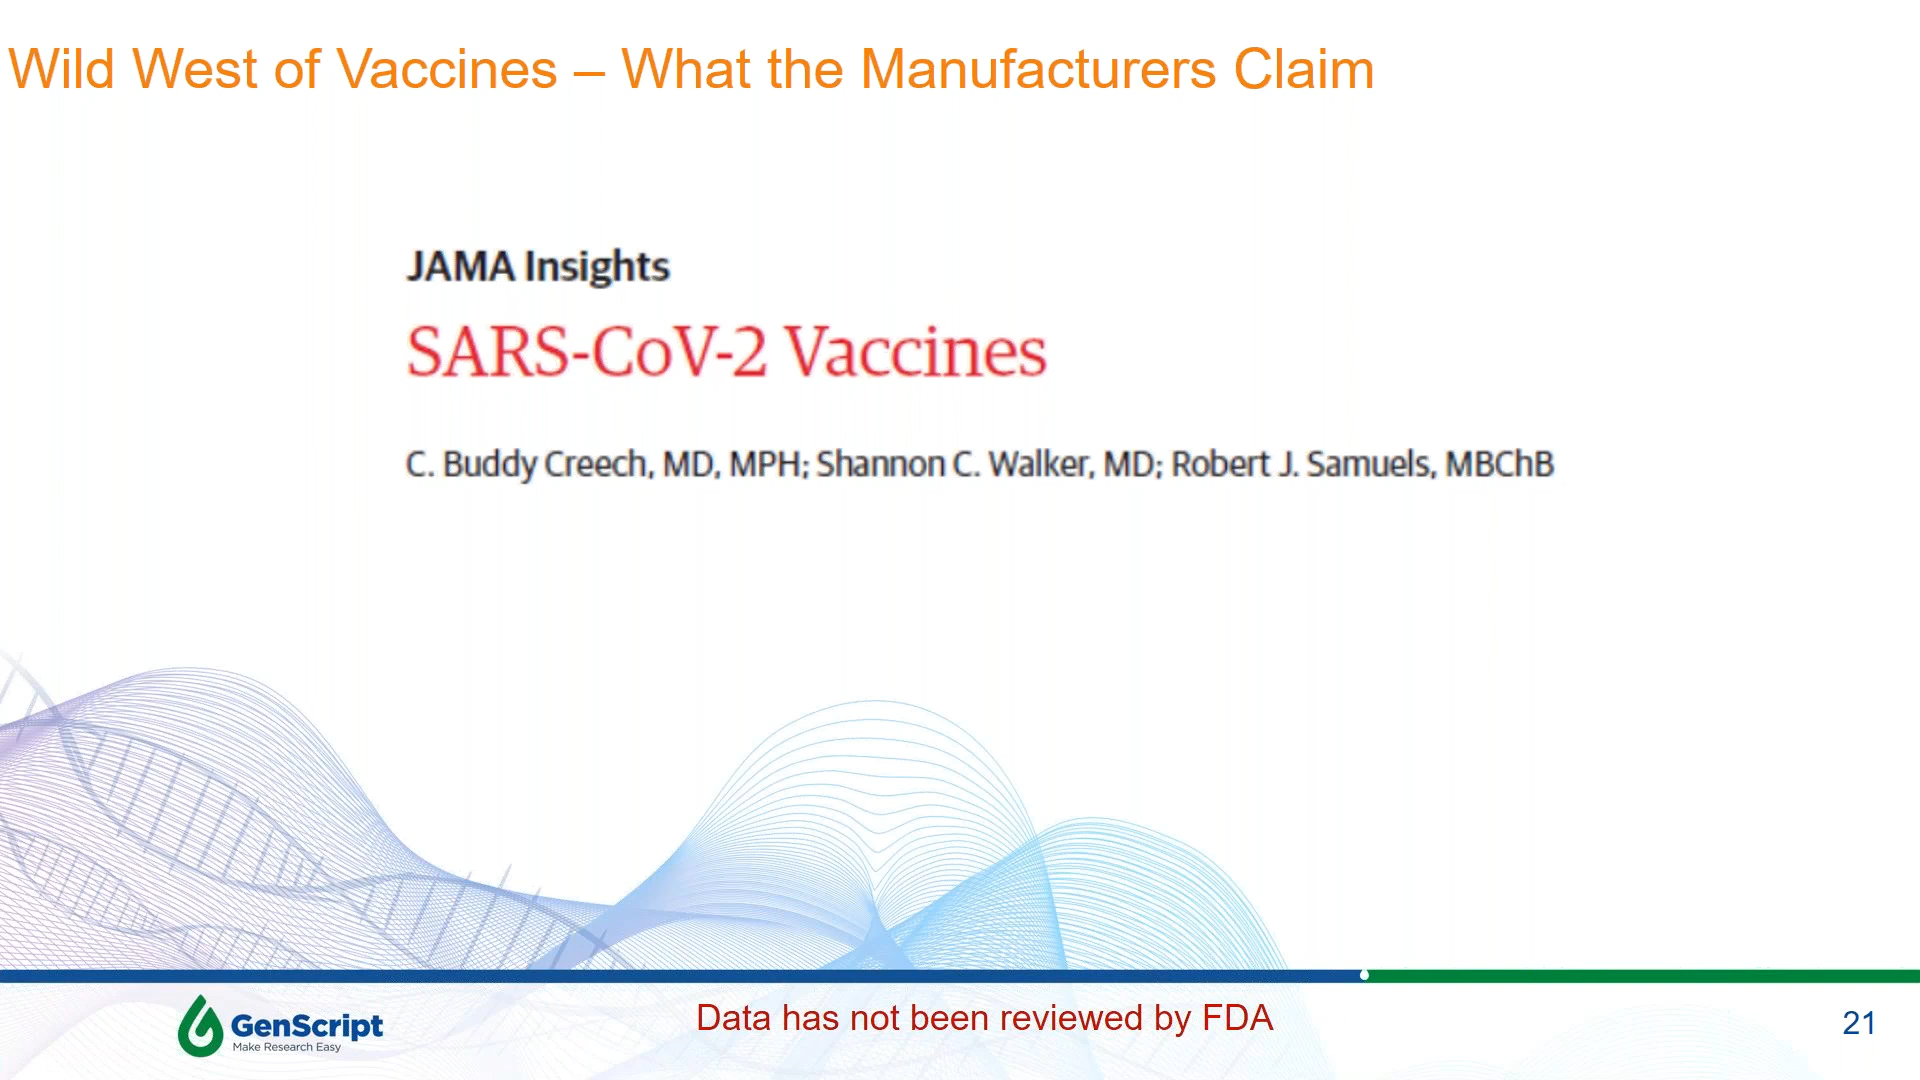 Wild West of Vaccines – What the Manufacturers Claim
JAMA Insights
SARS-CoV-2 Vaccines
C. Buddy Creech, MD, MPH; Shannon C. Walker, MD; Robert J. Samuels, MBChB
GenScript
Make Research Easy
Data has not been reviewed by FDA
21